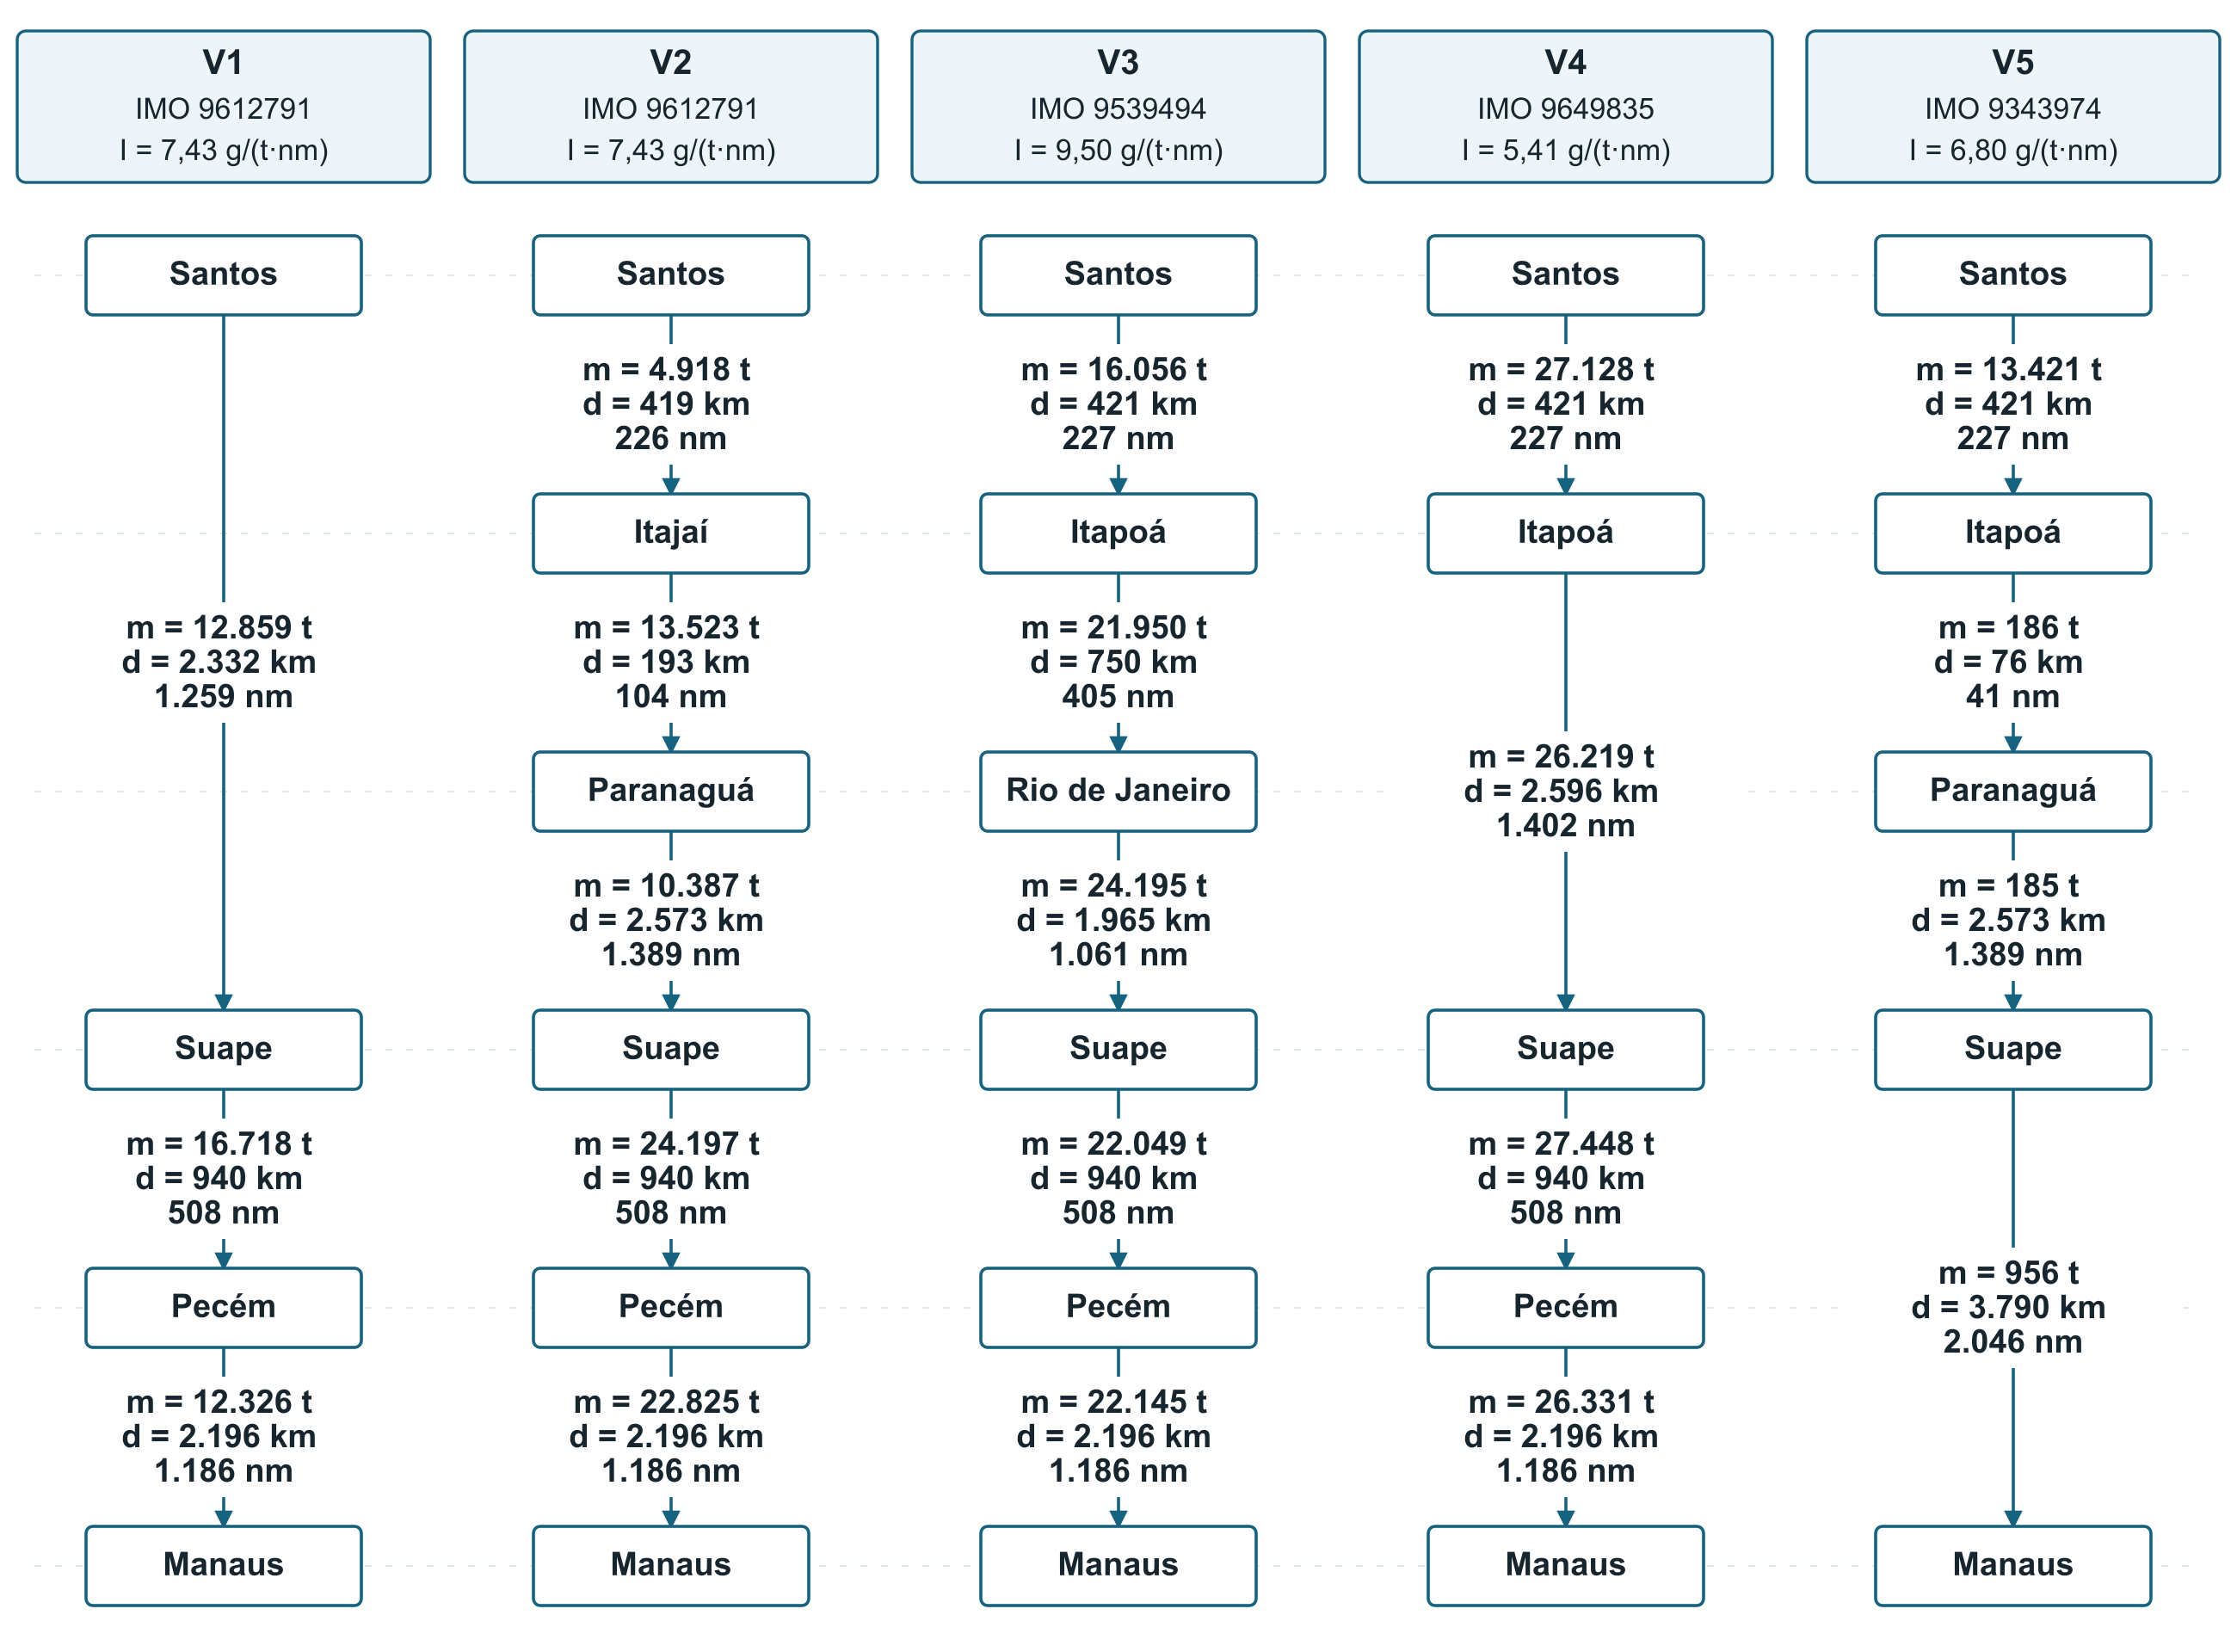 V1
IMO 9612791
I = 7,43 g/(t·nm)
Santos
m = 12.859 t
d = 2.332 km
1.259 nm
Suape
m = 16.718 t
d = 940 km
508 nm
Pecém
m = 12.326 t
d = 2.196 km
1.186 nm
Manaus
V2
IMO 9612791
I = 7,43 g/(t·nm)
Santos
m = 4.918 t
d = 419 km
226 nm
Itajaí
m = 13.523 t
d = 193 km
104 nm
Paranaguá
m = 10.387 t
d = 2.573 km
1.389 nm
Suape
m = 24.197 t
d = 940 km
508 nm
Pecém
m = 22.825 t
d = 2.196 km
1.186 nm
Manaus
V3
IMO 9539494
I = 9,50 g/(t·nm)
Santos
m = 16.056 t
d = 421 km
227 nm
Itapoá
m = 21.950 t
d = 750 km
405 nm
Rio de Janeiro
m = 24.195 t
d = 1.965 km
1.061 nm
Suape
m = 22.049 t
d = 940 km
508 nm
Pecém
m = 22.145 t
d = 2.196 km
1.186 nm
Manaus
V4
IMO 9649835
I = 5,41 g/(t·nm)
Santos
m = 27.128 t
d = 421 km
227 nm
Itapoá
m = 26.219 t
d = 2.596 km
1.402 nm
Suape
m = 27.448 t
d = 940 km
508 nm
Pecém
m = 26.331 t
d = 2.196 km
1.186 nm
Manaus
V5
IMO 9343974
I = 6,80 g/(t·nm)
Santos
m = 13.421 t
d = 421 km
227 nm
Itapoá
m = 186 t
d = 76 km
41 nm
Paranaguá
m = 185 t
d = 2.573 km
1.389 nm
Suape
m = 956 t
d = 3.790 km
2.046 nm
Manaus